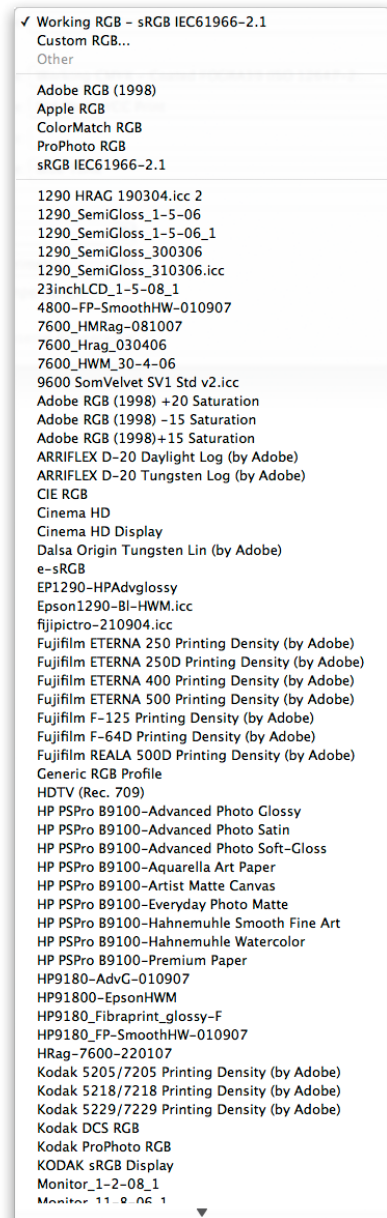 ✓ Working RGB - sRGB IEC61966-2.1
Custom RGB...
Other
Adobe RGB (1998)
Apple RGB
ColorMatch RGB
ProPhoto RGB
sRGB IEC61966-2.1
1290 HRAG 190304.icc 2
1290_SemiGloss_1-5-06
1290_SemiGloss_1-5-06_1
1290_SemiGloss_300306
1290_SemiGloss_310306.icc
23inchLCD_1-5-08_1
4800-FP-SmoothHW-010907
7600_HMRag-081007
7600_Hrag_030406
7600_HWM_30-4-06
9600 SomVelvet SV1 Std v2.icc
Adobe RGB (1998) +20 Saturation
Adobe RGB (1998) -15 Saturation
Adobe RGB (1998)+15 Saturation
ARRIFLEX D-20 Daylight Log (by Adobe)
ARRIFLEX D-20 Tungsten Log (by Adobe)
CIE RGB
Cinema HD
Cinema HD Display
Dalsa Origin Tungsten Lin (by Adobe)
e-sRGB
EP1290-HPAdvglossy
Epson1290-Bl-HWM.icc
fijipictro-210904.icc
Fujifilm ETERNA 250 Printing Density (by Adobe)
Fujifilm ETERNA 250D Printing Density (by Adobe)
Fujifilm ETERNA 400 Printing Density (by Adobe)
Fujifilm ETERNA 500 Printing Density (by Adobe)
Fujifilm F-125 Printing Density (by Adobe)
Fujifilm F-64D Printing Density (by Adobe)
Fujifilm REALA 500D Printing Density (by Adobe)
Generic RGB Profile
HDTV (Rec. 709)
HP PSPro B9100-Advanced Photo Glossy
HP PSPro B9100-Advanced Photo Satin
HP PSPro B9100-Advanced Photo Soft-Gloss
HP PSPro B9100-Aquarella Art Paper
HP PSPro B9100-Artist Matte Canvas
HP PSPro B9100-Everyday Photo Matte
HP PSPro B9100-Hahnemuhle Smooth Fine Art
HP PSPro B9100-Hahnemuhle Watercolor
HP PSPro B9100-Premium Paper
HP9180-AdvG-010907
HP91800-EpsonHWM
HP9180_Fibraprint_glossy-F
HP9180_FP-SmoothHW-010907
HRag-7600-220107
Kodak 5205/7205 Printing Density (by Adobe)
Kodak 5218/7218 Printing Density (by Adobe)
Kodak 5229/7229 Printing Density (by Adobe)
Kodak DCS RGB
Kodak ProPhoto RGB
KODAK sRGB Display
Monitor_1-2-08_1
Monitor_11-8-06_1